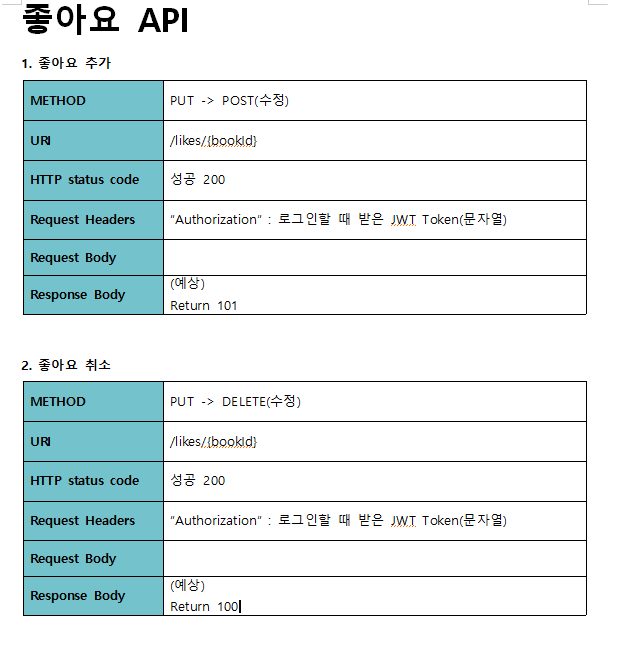 좋아요 API
1. 좋아요 추가
METHOD PUT -> POST(수정)
URI /likes/{bookId}
HTTP status code 성공 200
Request Headers "Authorization" : 로그인할 때 받은 JWT Token(문자열)
Request Body
Response Body (예상)
Return 101
2. 좋아요 취소
METHOD PUT -> DELETE(수정)
URI /likes/{bookId}
HTTP status code 성공 200
Request Headers "Authorization" : 로그인할 때 받은 JWT Token(문자열)
Request Body
Response Body (예상)
Return 100